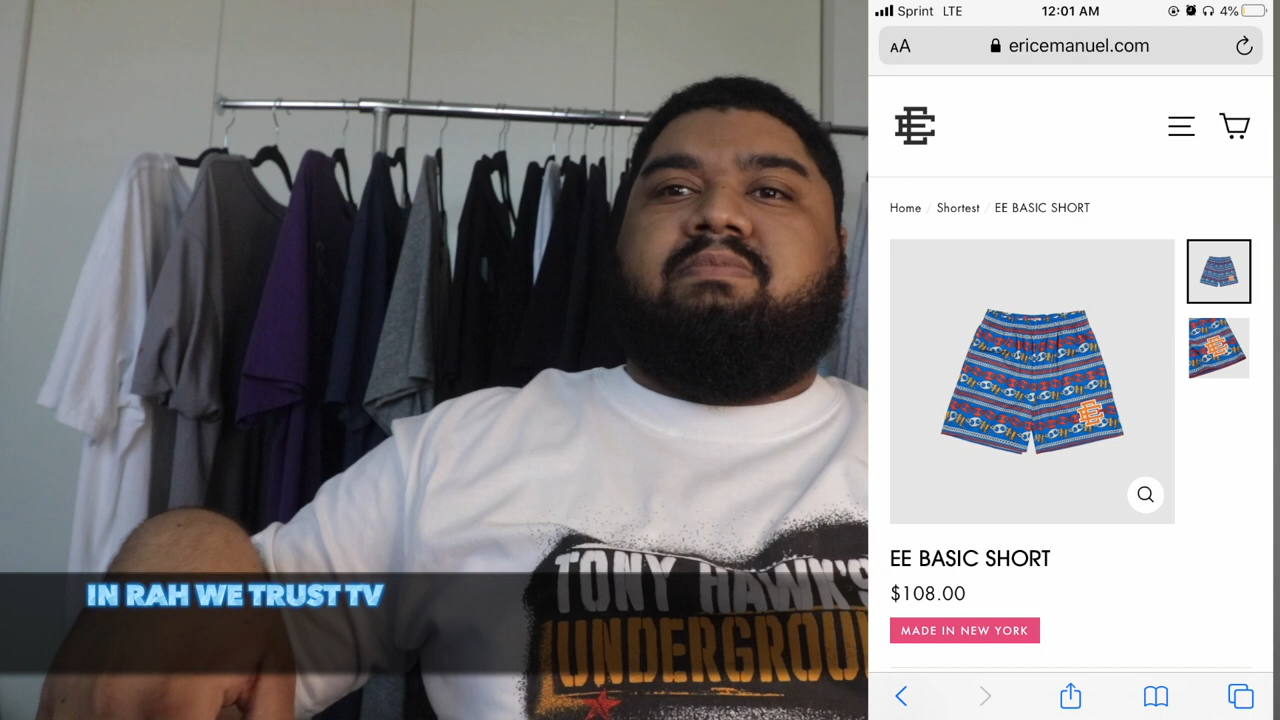 Sprint LTE 12:01 AM 4%
AA ericemanuel.com
EE
Home / Shortest / EE BASIC SHORT
EE BASIC SHORT
$108.00
MADE IN NEW YORK
IN RAH WE TRUST TV
TONY HAWK'S
UNDERGROU